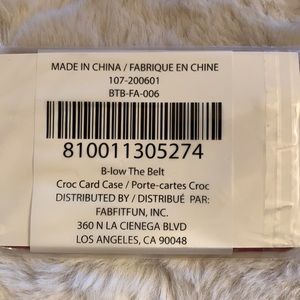 MADE IN CHINA / FABRIQUE EN CHINE
107-200601
BTB-FA-006
810011305274
B-low The Belt
Croc Card Case / Porte-cartes Croc
DISTRIBUTED BY / DISTRIBUÉ PAR:
FABFITFUN, INC.
360 N LA CIENEGA BLVD
LOS ANGELES, CA 90048